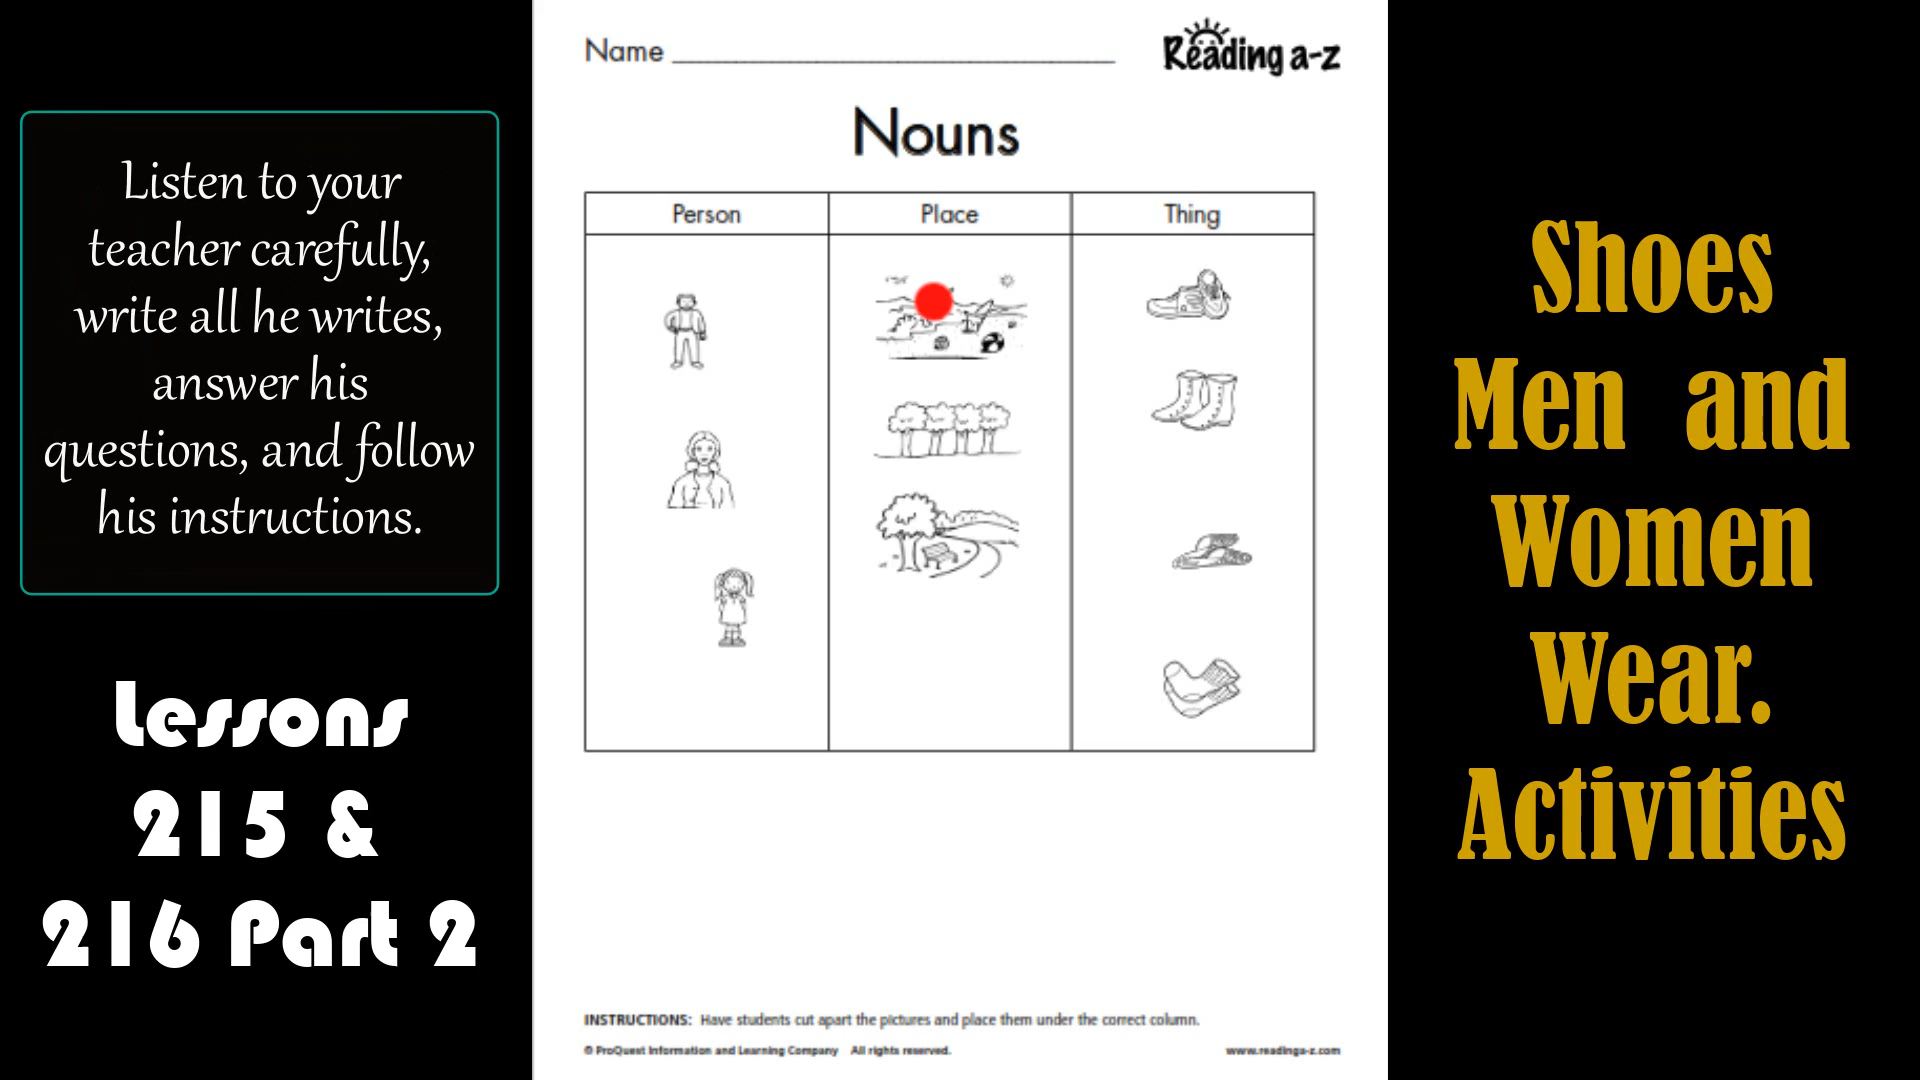 Listen to your
teacher carefully,
write all he writes,
answer his
questions, and follow
his instructions.
Lessons
215 &
216 Part 2
Name
Reading a-z
Nouns
Person Place Thing
INSTRUCTIONS: Have students cut apart the pictures and place them under the correct column.
© ProQuest Information and Learning Company All rights reserved.
www.readinga-z.com
Shoes
Men and
Women
Wear.
Activities